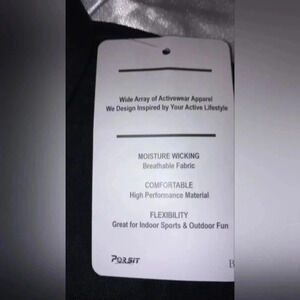 Wide Array of Activewear Apparel
We Design Inspired by Your Active Lifestyle
MOISTURE WICKING
Breathable Fabric
COMFORTABLE
High Performance Material
FLEXIBILITY
Great for Indoor Sports & Outdoor Fun
PORSIT
B